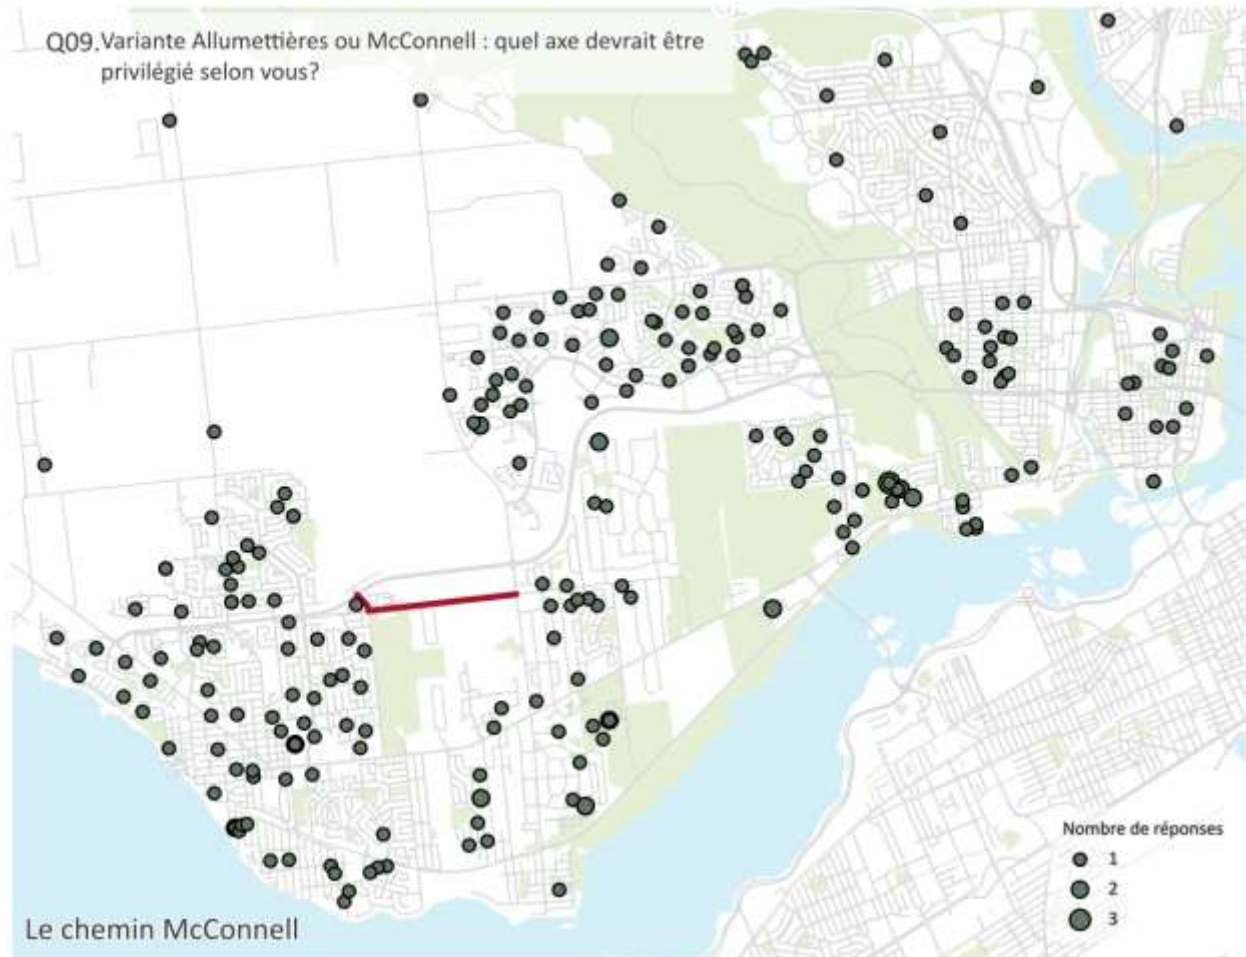 Q09. Variante Allumettières ou McConnell : quel axe devrait être
privilégié selon vous?
Nombre de réponses
1
2
3
Le chemin McConnell